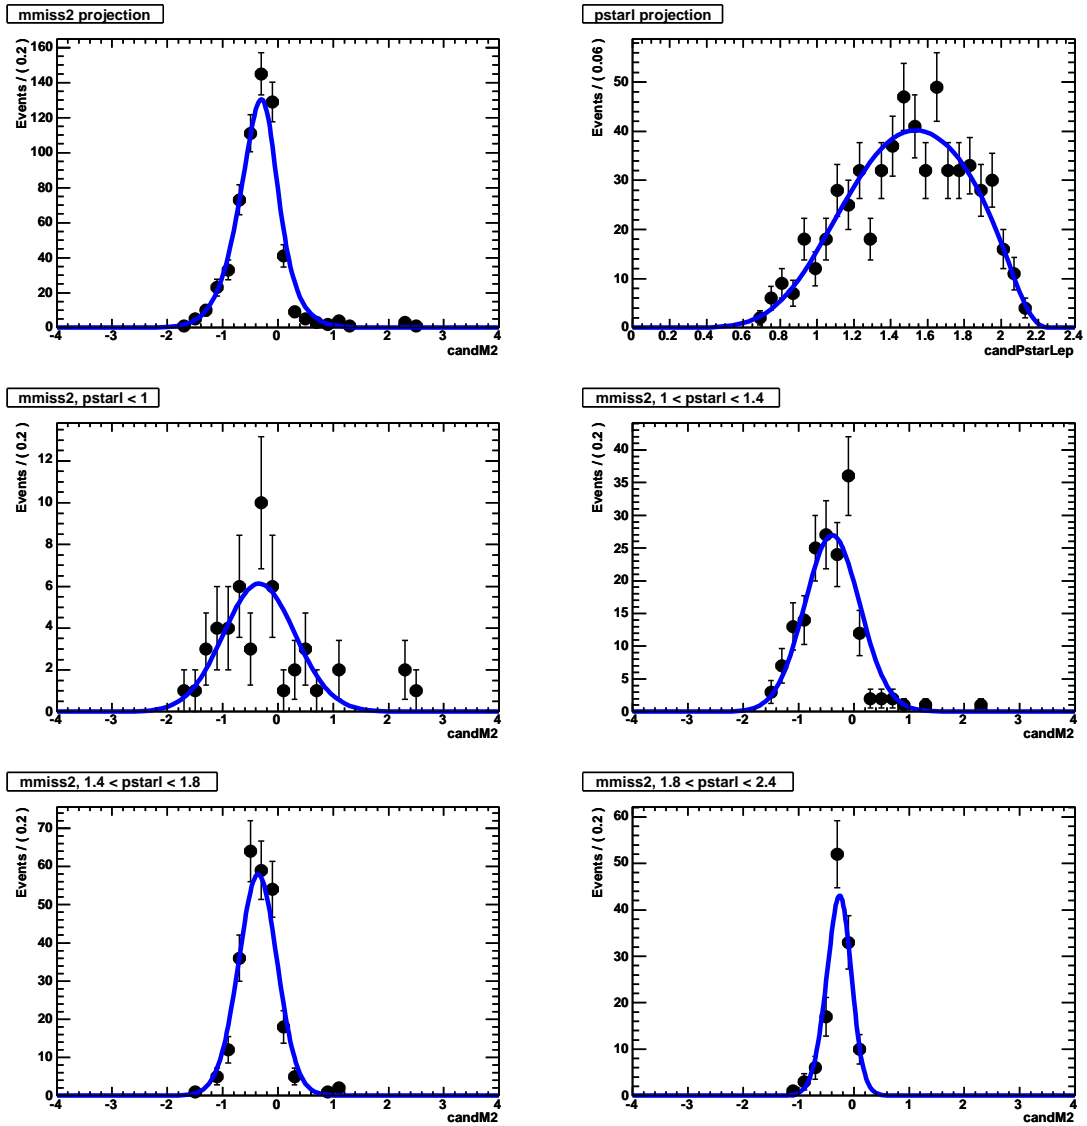 mmiss2 projection
Events / ( 0.2 )
160
140
120
100
80
60
40
20
0
-4 -3 -2 -1 0 1 2 3 4
candM2
pstarl projection
Events / ( 0.06 )
50
40
30
20
10
0
0 0.2 0.4 0.6 0.8 1 1.2 1.4 1.6 1.8 2 2.2 2.4
candPstarLep
mmiss2, pstarl < 1
Events / ( 0.2 )
12
10
8
6
4
2
0
-4 -3 -2 -1 0 1 2 3 4
candM2
mmiss2, 1 < pstarl < 1.4
Events / ( 0.2 )
40
35
30
25
20
15
10
5
0
-4 -3 -2 -1 0 1 2 3 4
candM2
mmiss2, 1.4 < pstarl < 1.8
Events / ( 0.2 )
70
60
50
40
30
20
10
0
-4 -3 -2 -1 0 1 2 3 4
candM2
mmiss2, 1.8 < pstarl < 2.4
Events / ( 0.2 )
60
50
40
30
20
10
0
-4 -3 -2 -1 0 1 2 3 4
candM2